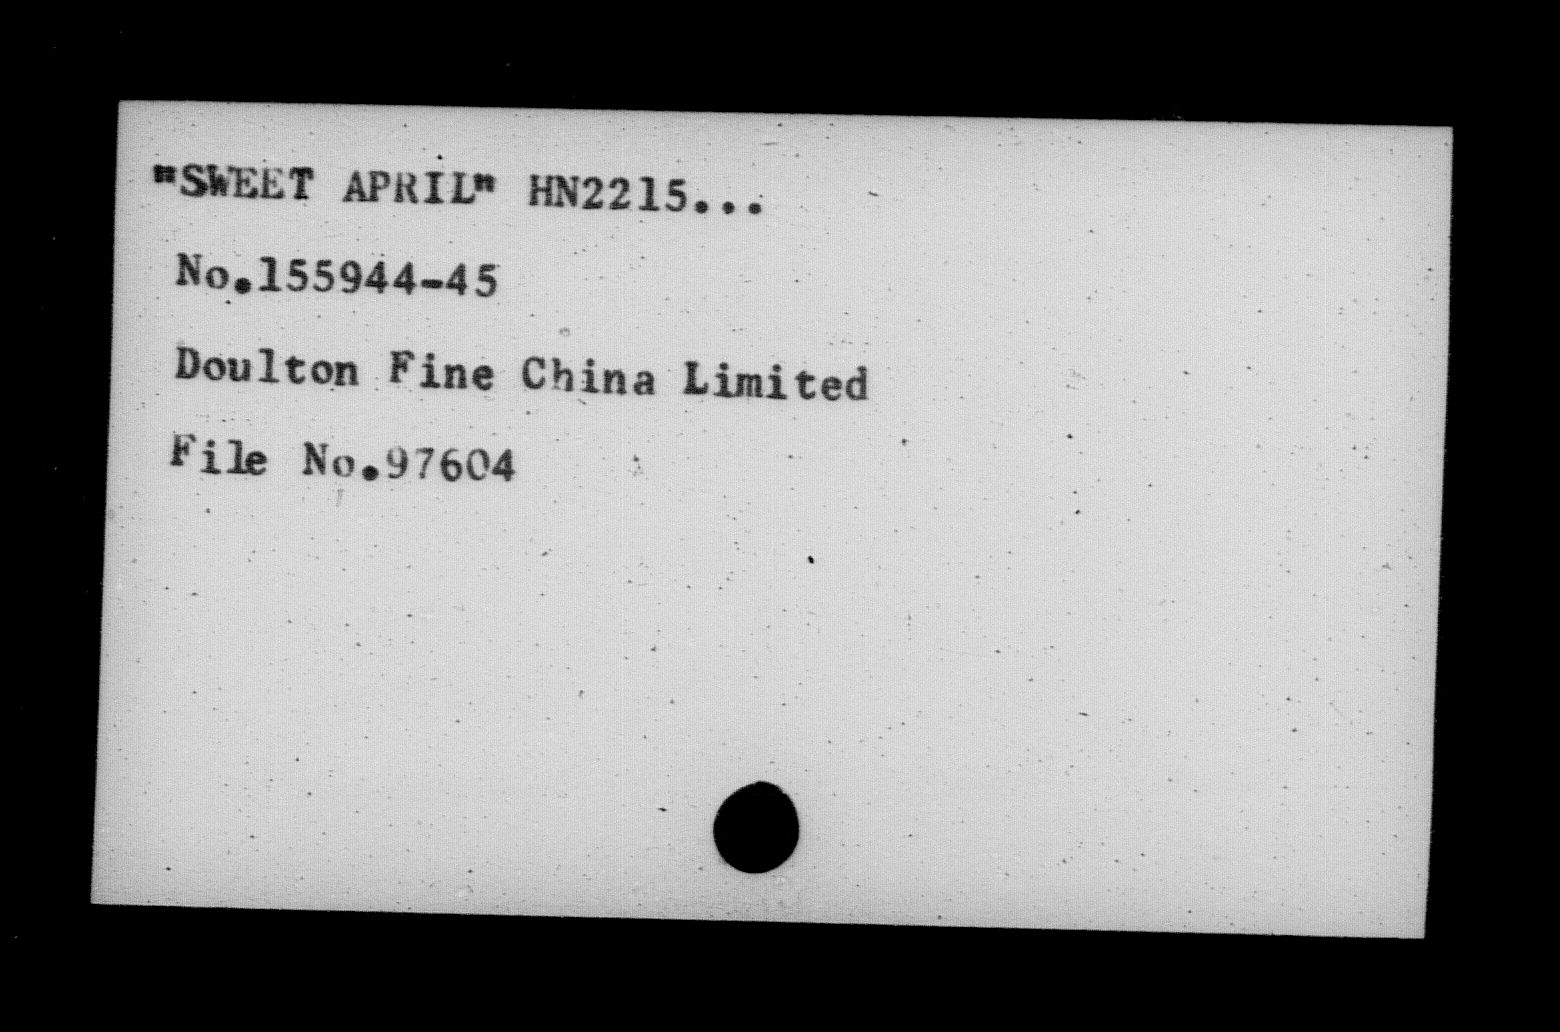 "SWEET APRIL" HN2215...
No.155944-45
Doulton Fine China Limited
File No.97604